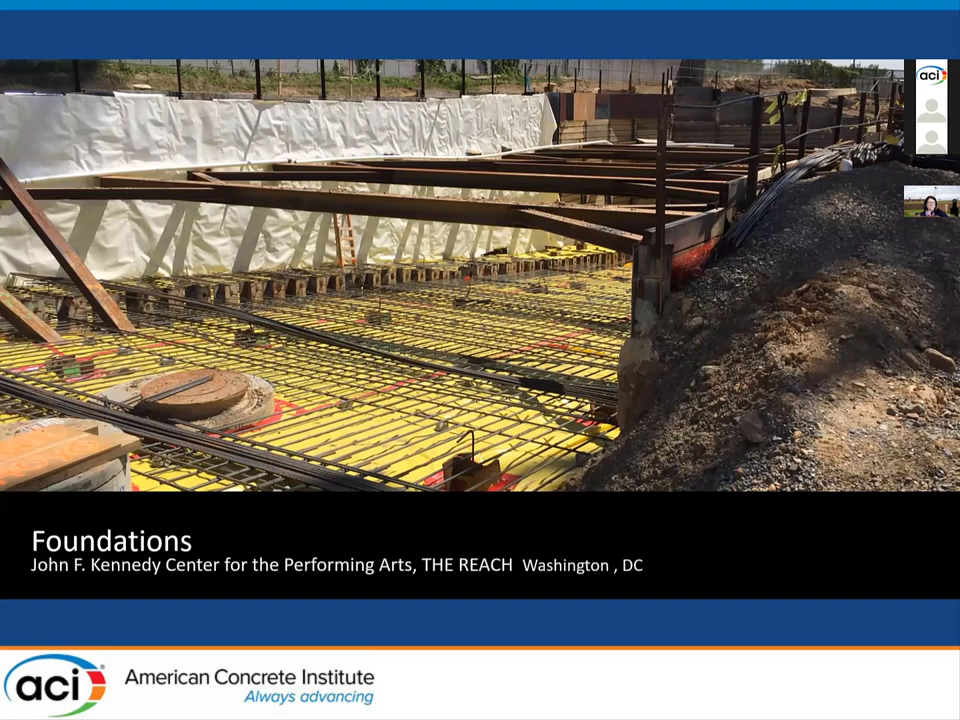 aci
Foundations
John F. Kennedy Center for the Performing Arts, THE REACH Washington , DC
aci®
American Concrete Institute
Always advancing